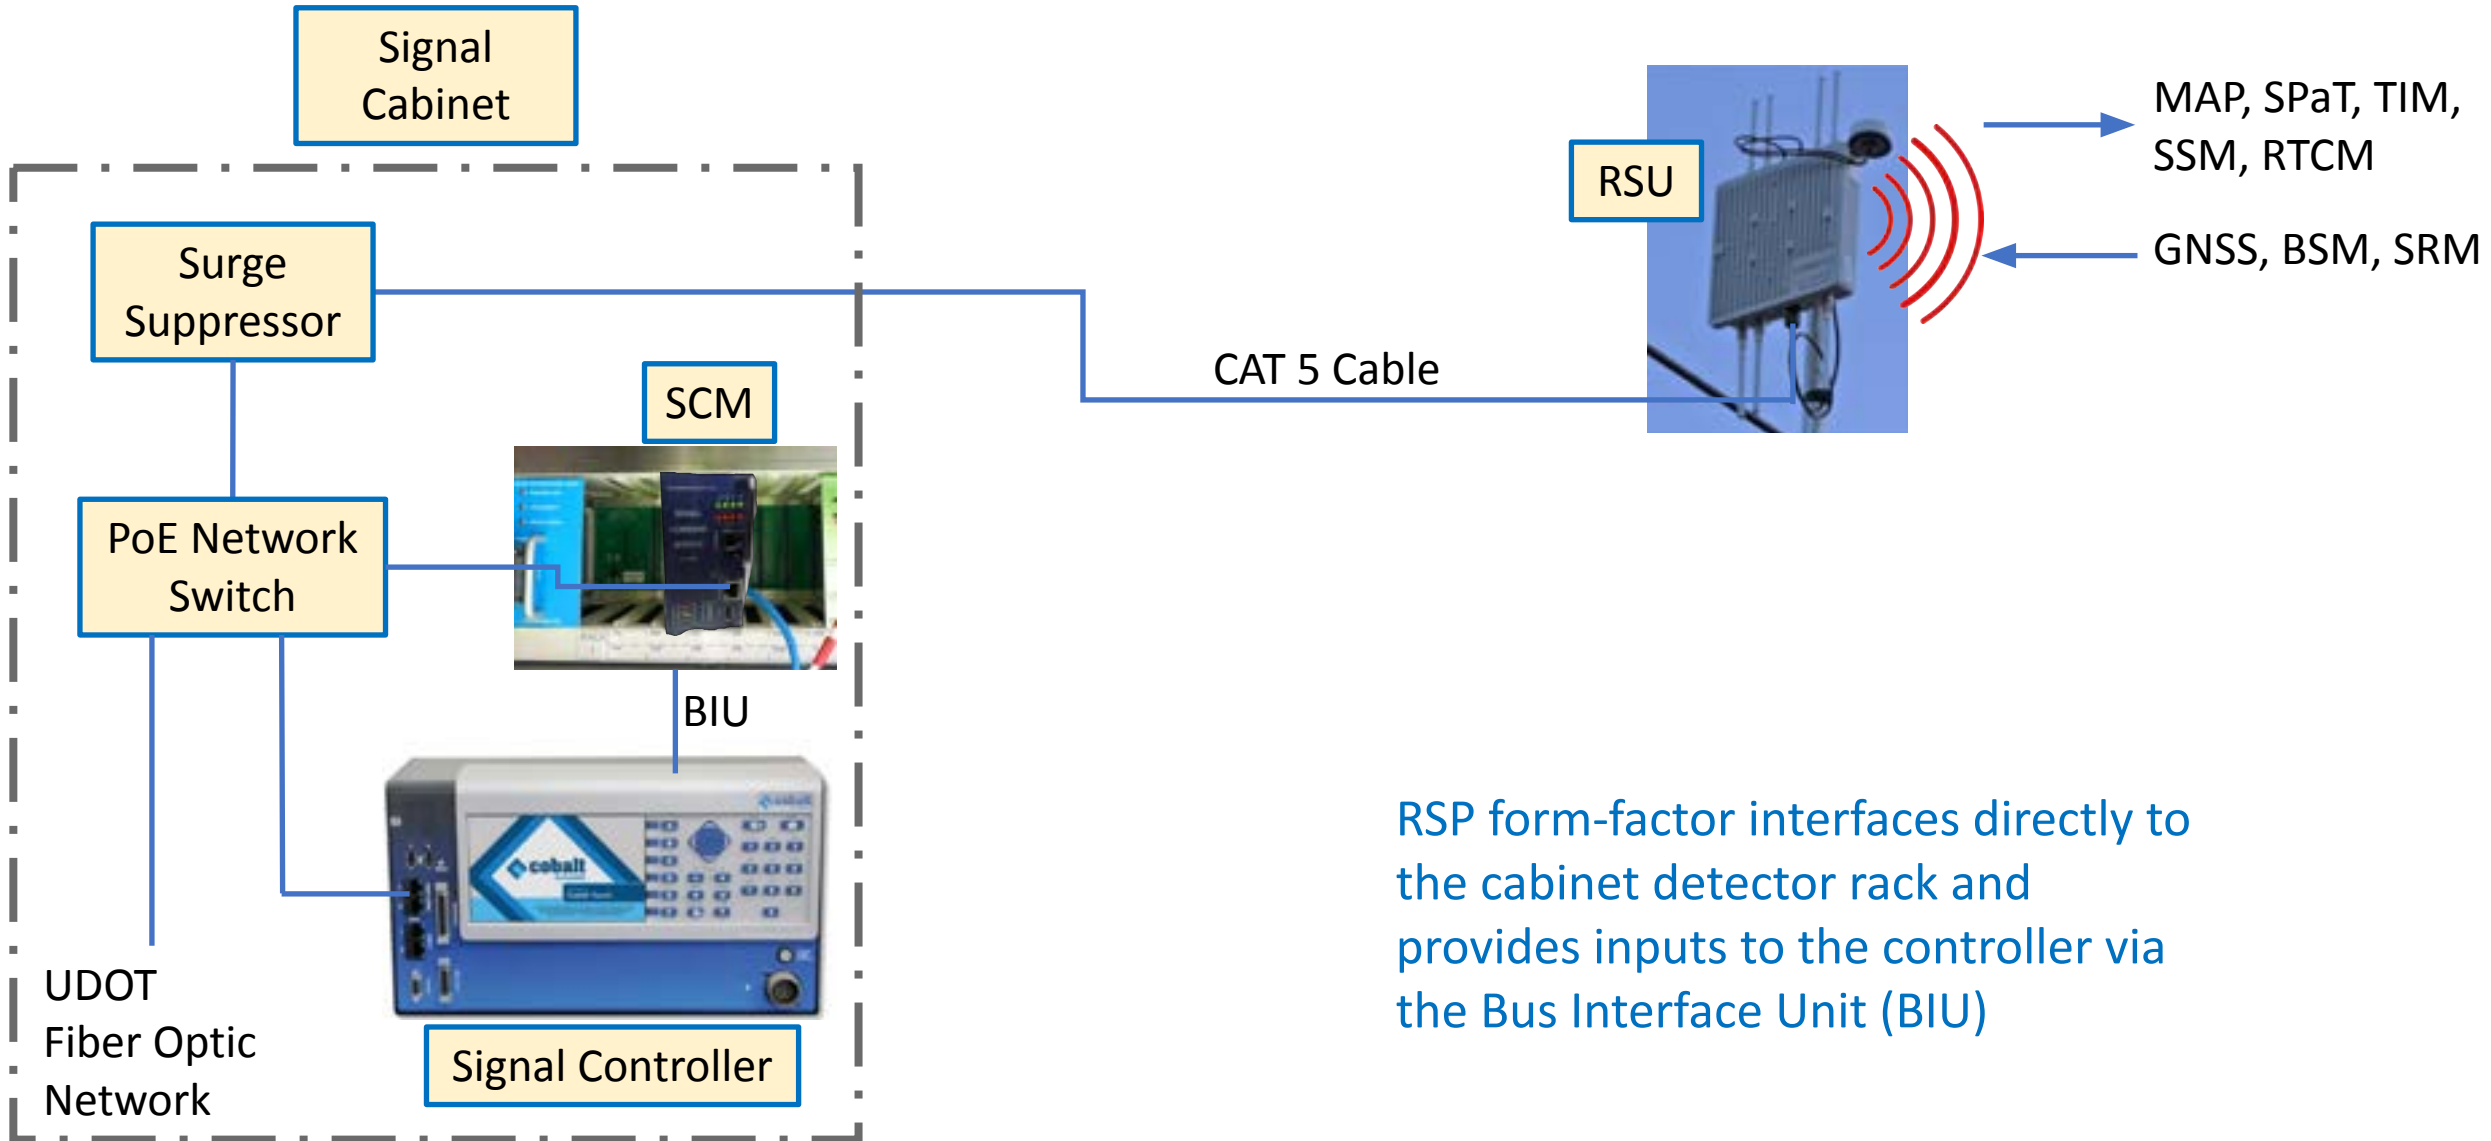 Signal
Cabinet
MAP, SPaT, TIM,
SSM, RTCM
RSU
GNSS, BSM, SRM
Surge
Suppressor
CAT 5 Cable
SCM
PoE Network
Switch
BIU
cobalt
cobalt
RSP form-factor interfaces directly to
the cabinet detector rack and
provides inputs to the controller via
the Bus Interface Unit (BIU)
UDOT
Fiber Optic
Network
Signal Controller